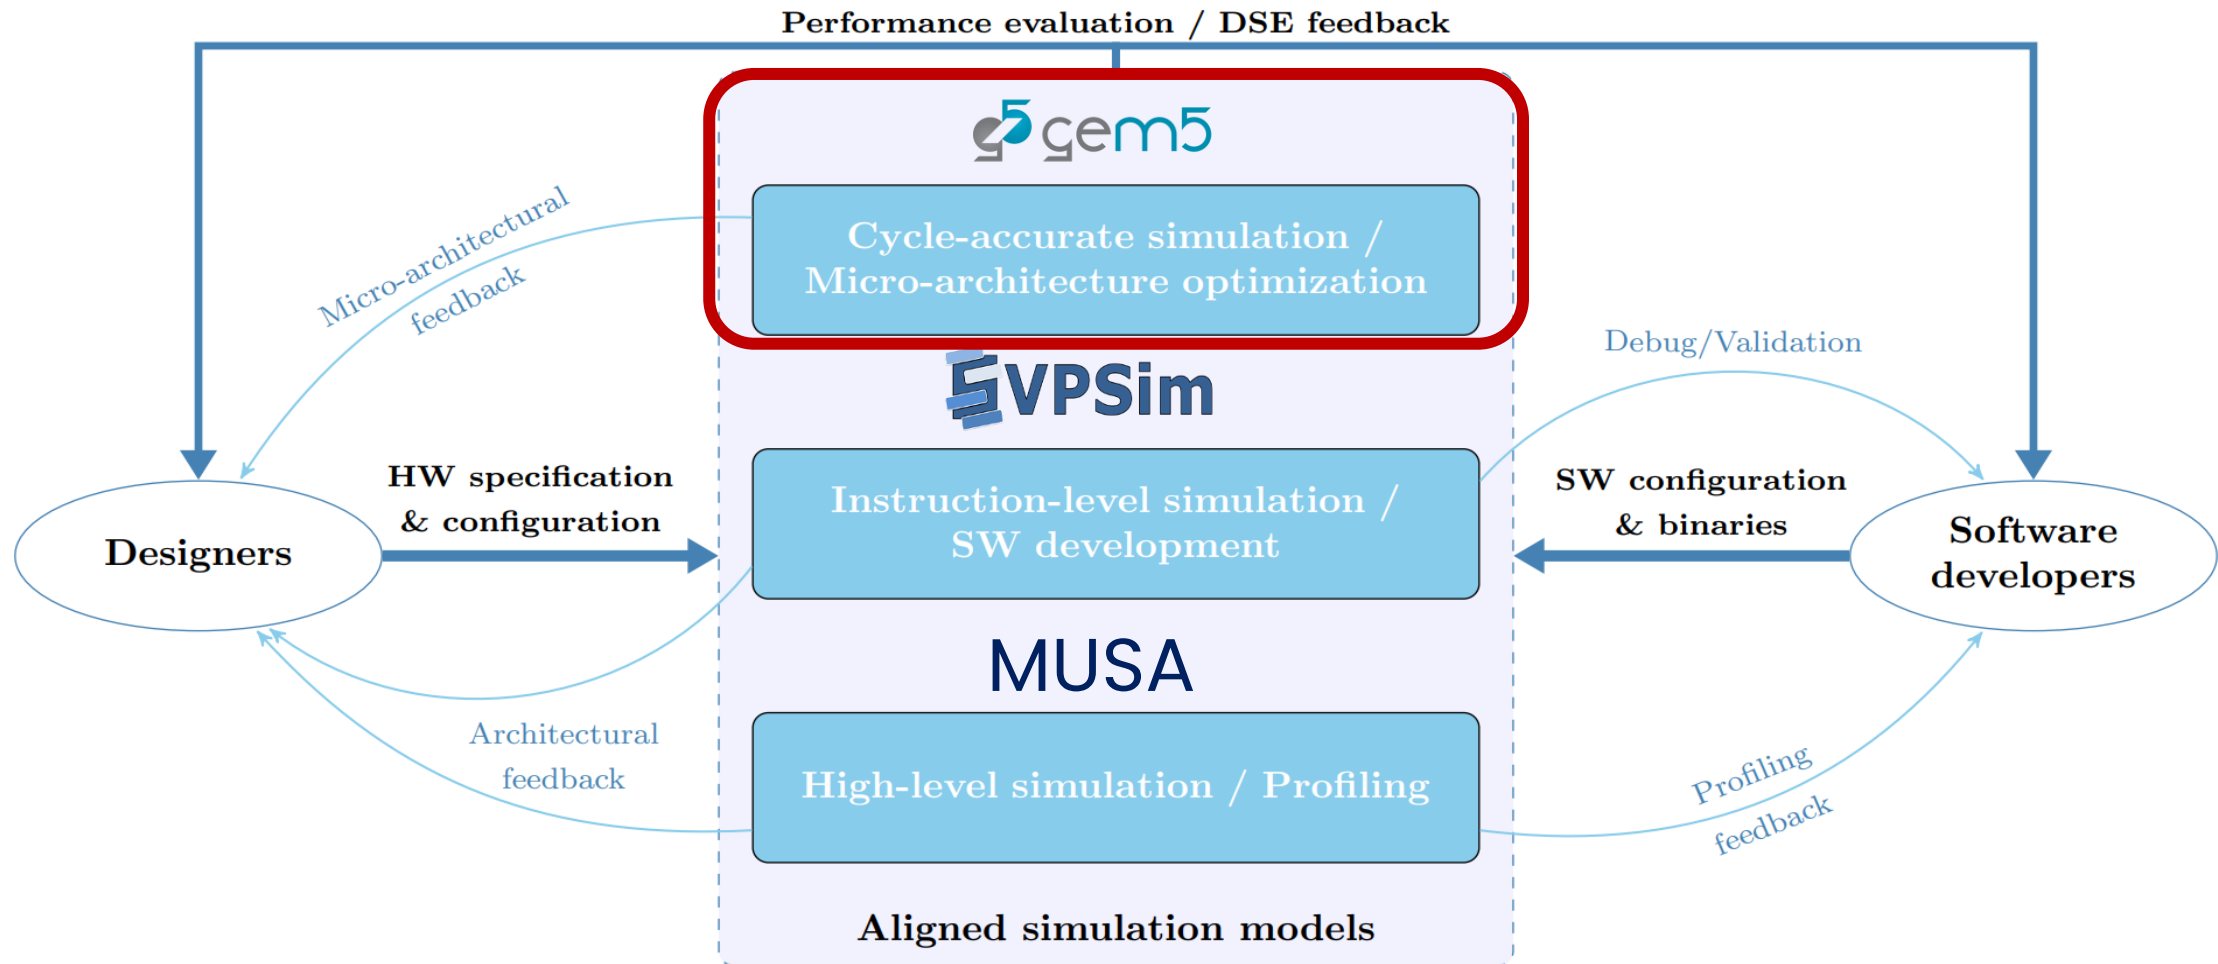 Performance evaluation / DSE feedback
gem5
Cycle-accurate simulation /
Micro-architecture optimization
Micro-architectural
feedback
VPSim
Debug/Validation
Instruction-level simulation /
SW development
HW specification
& configuration
SW configuration
& binaries
Designers
Software
developers
MUSA
Architectural
feedback
High-level simulation / Profiling
Profiling
feedback
Aligned simulation models